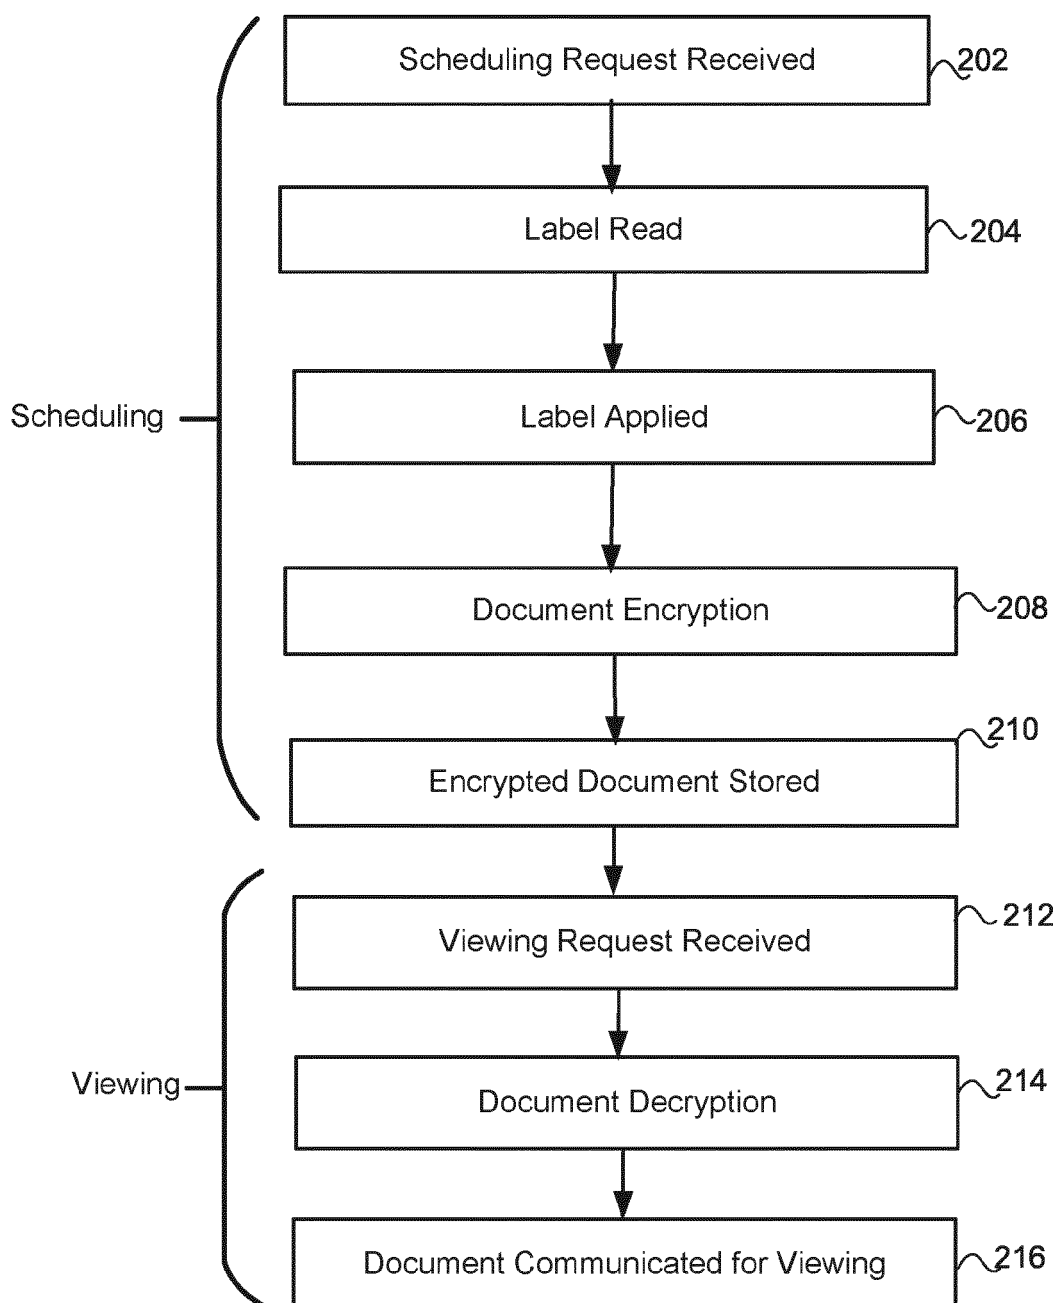 Scheduling Request Received
202
Label Read
204
Label Applied
206
Scheduling
Document Encryption
208
Encrypted Document Stored
210
Viewing Request Received
212
Viewing
Document Decryption
214
Document Communicated for Viewing
216